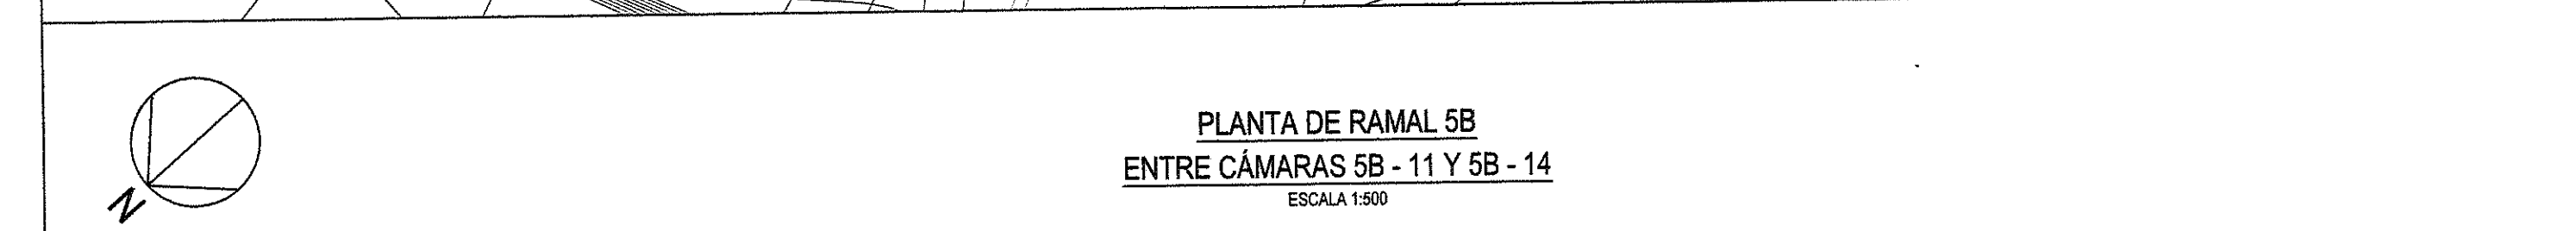 PLANTA DE RAMAL 5B
ENTRE CÁMARAS 5B - 11 Y 5B - 14
ESCALA 1:500
N